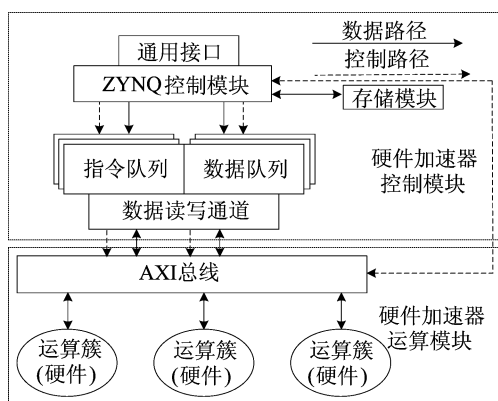 通用接口
数据路径
控制路径
ZYNQ控制模块
存储模块
指令队列
数据队列
硬件加速器
控制模块
数据读写通道
AXI总线
硬件加速器
运算模块
运算簇
(硬件)
运算簇
(硬件)
运算簇
(硬件)